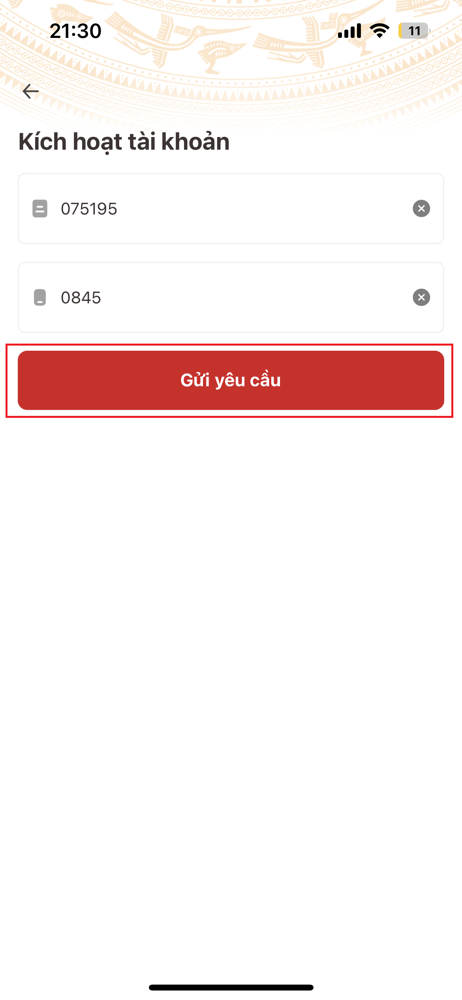 21:30
11
Kích hoạt tài khoản
075195
0845
Gửi yêu cầu